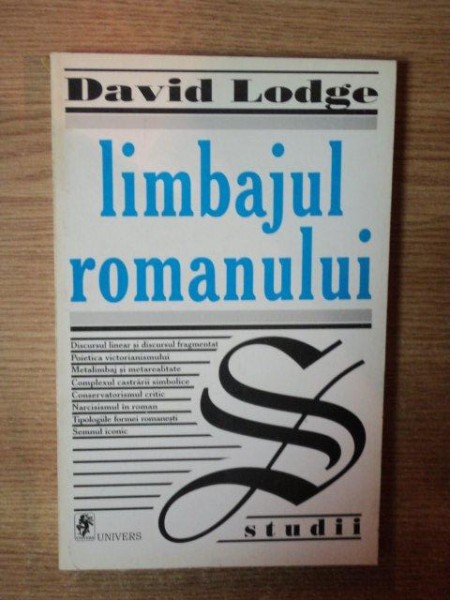 David Lodge
limbajul
romanului
Discursul linear și discursul fragmentat
Poietica victorianismului
Metalimbaj și metarealitate
Complexul castrării simbolice
Conservatorismul critic
Narcisismul în roman
Tipologiile formei romanești
Semnul iconic
S
studii
UNIVERS